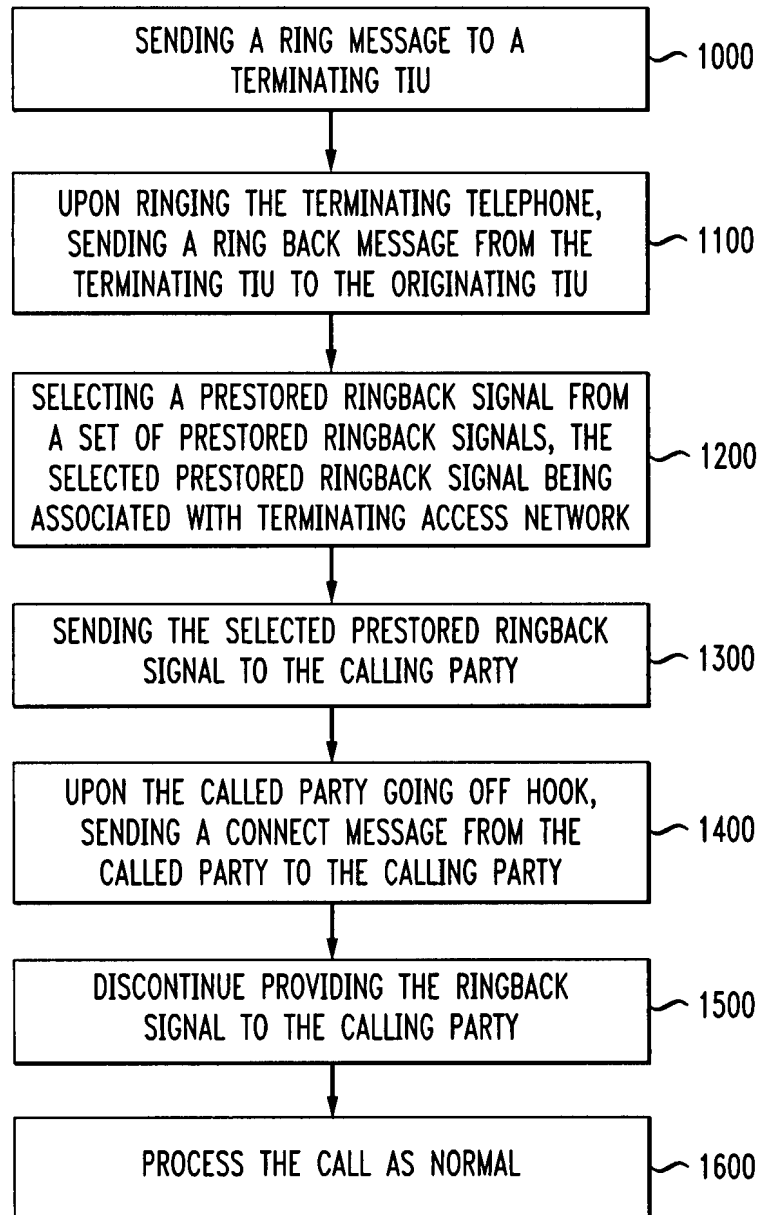 SENDING A RING MESSAGE TO A
TERMINATING TIU
1000
UPON RINGING THE TERMINATING TELEPHONE,
SENDING A RING BACK MESSAGE FROM THE
TERMINATING TIU TO THE ORIGINATING TIU
1100
SELECTING A PRESTORED RINGBACK SIGNAL FROM
A SET OF PRESTORED RINGBACK SIGNALS, THE
SELECTED PRESTORED RINGBACK SIGNAL BEING
ASSOCIATED WITH TERMINATING ACCESS NETWORK
1200
SENDING THE SELECTED PRESTORED RINGBACK
SIGNAL TO THE CALLING PARTY
1300
UPON THE CALLED PARTY GOING OFF HOOK,
SENDING A CONNECT MESSAGE FROM THE
CALLED PARTY TO THE CALLING PARTY
1400
DISCONTINUE PROVIDING THE RINGBACK
SIGNAL TO THE CALLING PARTY
1500
PROCESS THE CALL AS NORMAL
1600